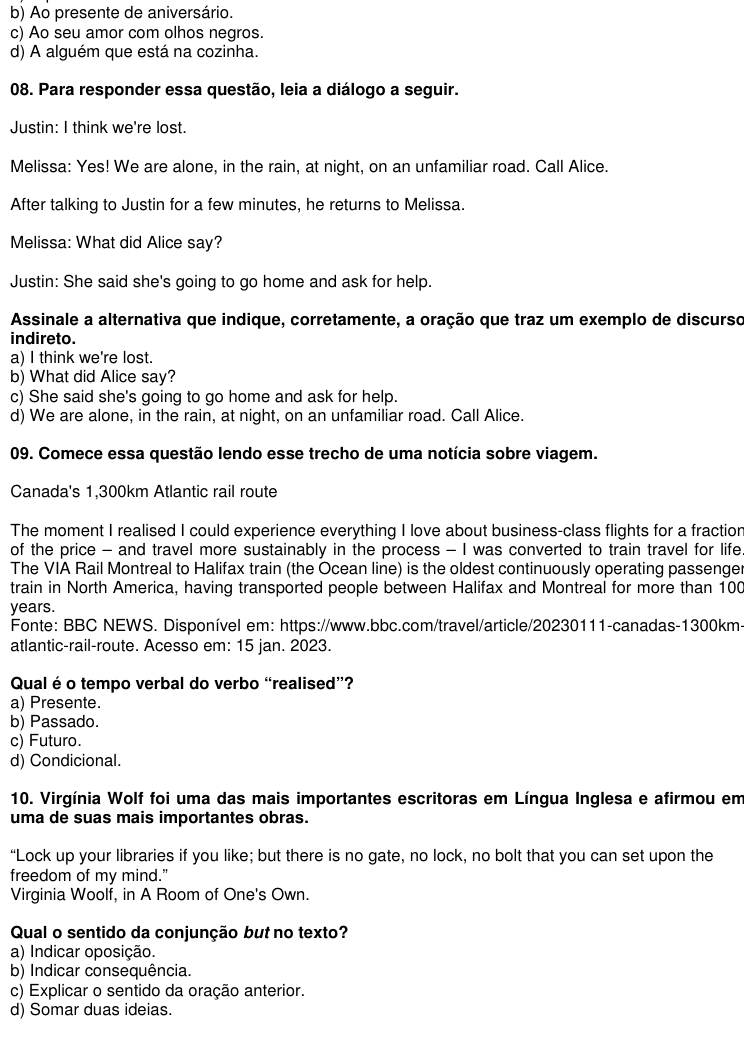 b) Ao presente de aniversário.
c) Ao seu amor com olhos negros.
d) A alguém que está na cozinha.
08. Para responder essa questão, leia a diálogo a seguir.
Justin: I think we're lost.
Melissa: Yes! We are alone, in the rain, at night, on an unfamiliar road. Call Alice.
After talking to Justin for a few minutes, he returns to Melissa.
Melissa: What did Alice say?
Justin: She said she's going to go home and ask for help.
Assinale a alternativa que indique, corretamente, a oração que traz um exemplo de discurso
indireto.
a) I think we're lost.
b) What did Alice say?
c) She said she's going to go home and ask for help.
d) We are alone, in the rain, at night, on an unfamiliar road. Call Alice.
09. Comece essa questão lendo esse trecho de uma notícia sobre viagem.
Canada's 1,300km Atlantic rail route
The moment I realised I could experience everything I love about business-class flights for a fraction
of the price – and travel more sustainably in the process – I was converted to train travel for life.
The VIA Rail Montreal to Halifax train (the Ocean line) is the oldest continuously operating passenger
train in North America, having transported people between Halifax and Montreal for more than 100
years.
Fonte: BBC NEWS. Disponível em: https://www.bbc.com/travel/article/20230111-canadas-1300km-
atlantic-rail-route. Acesso em: 15 jan. 2023.
Qual é o tempo verbal do verbo “realised”?
a) Presente.
b) Passado.
c) Futuro.
d) Condicional.
10. Virgínia Wolf foi uma das mais importantes escritoras em Língua Inglesa e afirmou em
uma de suas mais importantes obras.
“Lock up your libraries if you like; but there is no gate, no lock, no bolt that you can set upon the
freedom of my mind.”
Virginia Woolf, in A Room of One's Own.
Qual o sentido da conjunção but no texto?
a) Indicar oposição.
b) Indicar consequência.
c) Explicar o sentido da oração anterior.
d) Somar duas ideias.